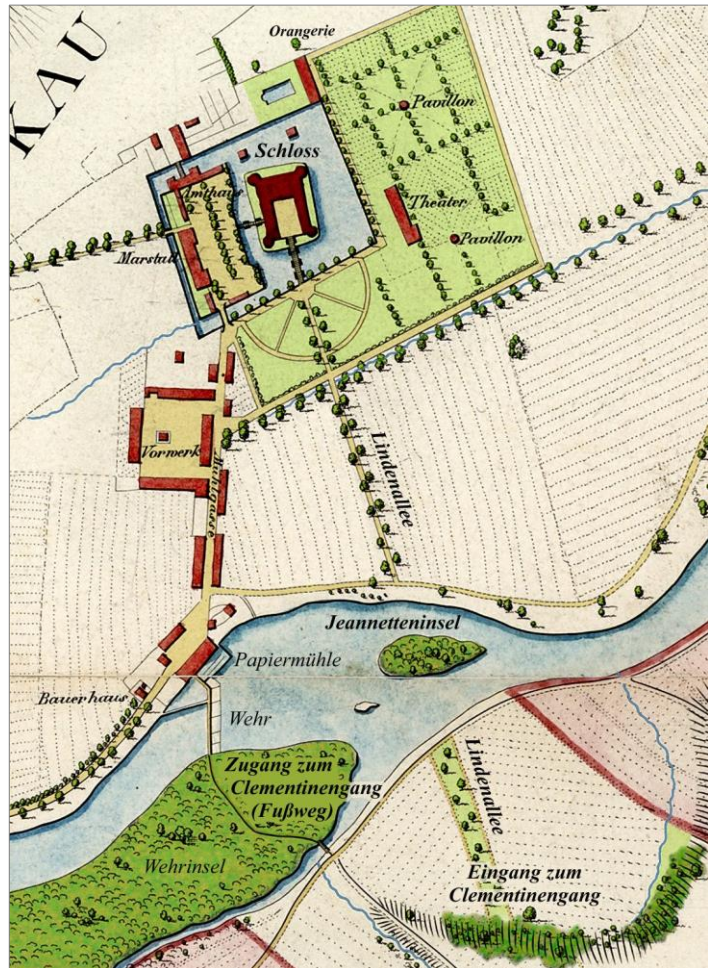 KAU
Orangerie
Pavillon
Schloss
Amthaus
Theater
Pavillon
Marstall
Lindenallee
Vorwerk
Mühlgasse
Jeannetteninsel
Papiermühle
Bauerhaus
Wehr
Zugang zum
Clementinengang
(Fußweg)
Lindenallee
Wehrinsel
Eingang zum
Clementinengang